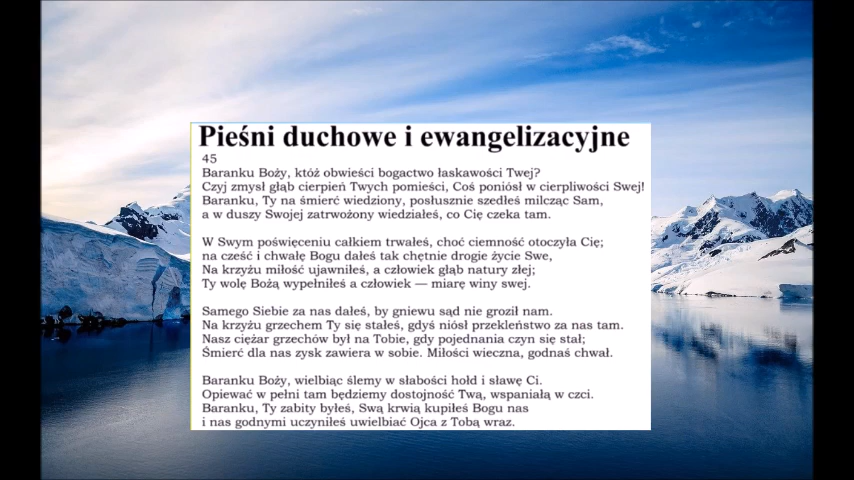 Pieśni duchowe i ewangelizacyjne
45
Baranku Boży, któż obwieści bogactwo łaskawości Twej?
Czyj zmysł głąb cierpień Twych pomieści, Coś poniósł w cierpliwości Swej!
Baranku, Ty na śmierć wiedziony, posłusznie szedłeś milcząc Sam,
a w duszy Swojej zatrwożony wiedziałeś, co Cię czeka tam.
W Swym poświęceniu całkiem trwałeś, choć ciemność otoczyła Cię;
na cześć i chwałę Bogu dałeś tak chętnie drogie życie Swe,
Na krzyżu miłość ujawniłeś, a człowiek głąb natury złej;
Ty wolę Bożą wypełniłeś a człowiek — miarę winy swej.
Samego Siebie za nas dałeś, by gniewu sąd nie groził nam.
Na krzyżu grzechem Ty się stałeś, gdyś niósł przekleństwo za nas tam.
Nasz ciężar grzechów był na Tobie, gdy pojednania czyn się stał;
Śmierć dla nas zysk zawiera w sobie. Miłości wieczna, godnaś chwał.
Baranku Boży, wielbiąc ślemy w słabości hołd i sławę Ci.
Opiewać w pełni tam będziemy dostojność Twą, wspaniałą w czci.
Baranku, Ty zabity byłeś, Swą krwią kupiłeś Bogu nas
i nas godnymi uczyniłeś uwielbiać Ojca z Tobą wraz.